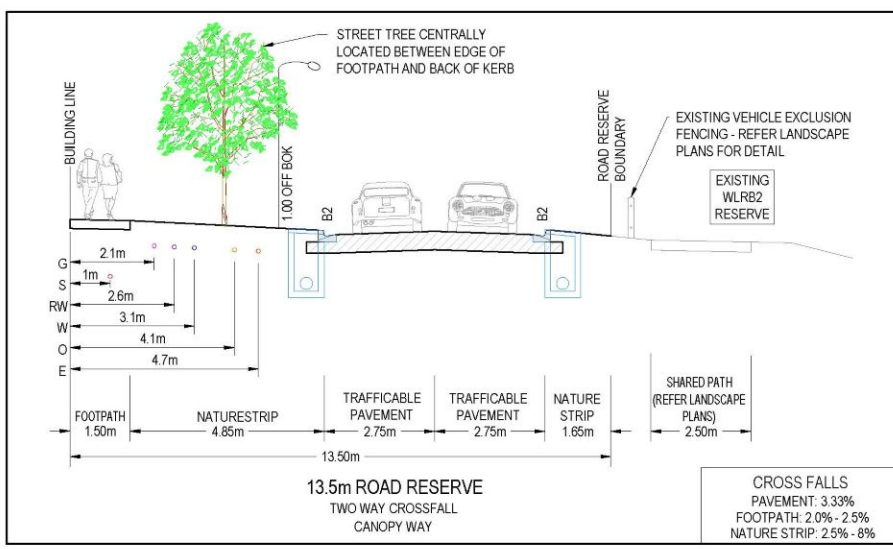 STREET TREE CENTRALLY
LOCATED BETWEEN EDGE OF
FOOTPATH AND BACK OF KERB
BUILDING LINE
1.00 OFF BOK
B2
B2
ROAD RESERVE
BOUNDARY
EXISTING VEHICLE EXCLUSION
FENCING - REFER LANDSCAPE
PLANS FOR DETAIL
EXISTING
WLRB2
RESERVE
G 2.1m
S 1m
RW 2.6m
W 3.1m
O 4.1m
E 4.7m
FOOTPATH
1.50m
NATURESTRIP
4.85m
TRAFFICABLE
PAVEMENT
2.75m
TRAFFICABLE
PAVEMENT
2.75m
NATURE
STRIP
1.65m
SHARED PATH
(REFER LANDSCAPE
PLANS)
2.50m
13.50m
13.5m ROAD RESERVE
TWO WAY CROSSFALL
CANOPY WAY
CROSS FALLS
PAVEMENT: 3.33%
FOOTPATH: 2.0% - 2.5%
NATURE STRIP: 2.5% - 8%